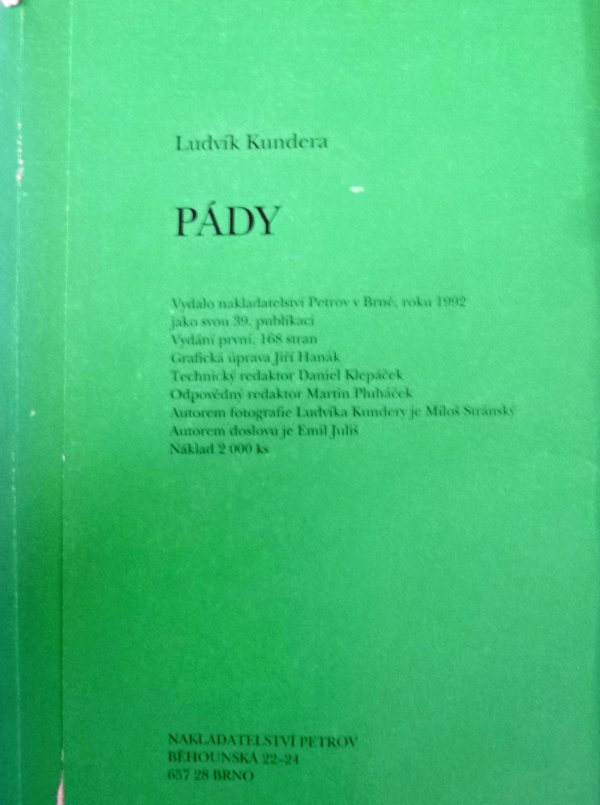 Ludvík Kundera
PÁDY
Vydalo nakladatelství Petrov v Brně, roku 1992
jako svou 39. publikaci
Vydání první, 168 stran
Grafická úprava Jiří Hanák
Technický redaktor Daniel Klepáček
Odpovědný redaktor Martin Pluháček
Autorem fotografie Ludvíka Kundery je Miloš Stránský
Autorem doslovu je Emil Juliš
Náklad 2 000 ks
NAKLADATELSTVÍ PETROV
BĚHOUNSKÁ 22–24
657 28 BRNO